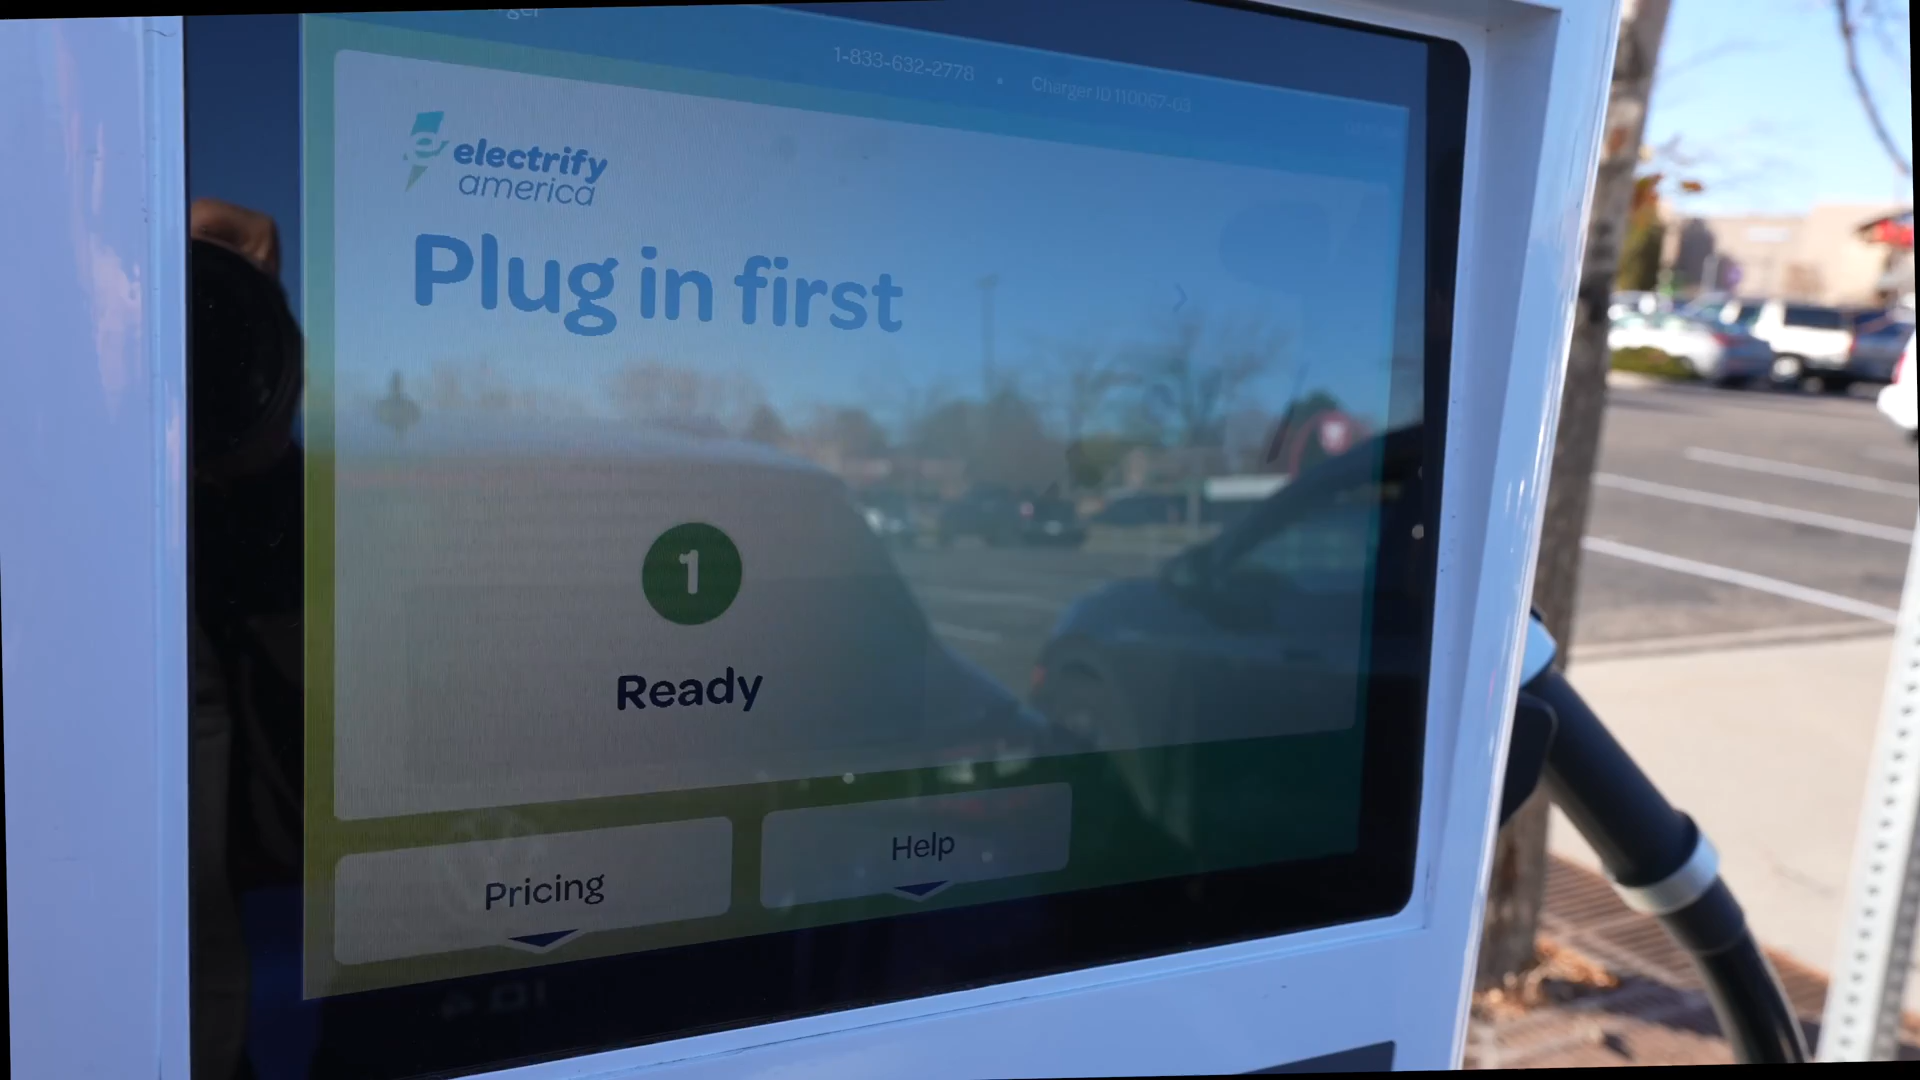 1-833-632-2778 • Charger ID 110067-03
electrify
america
Plug in first
1
Ready
Pricing
Help